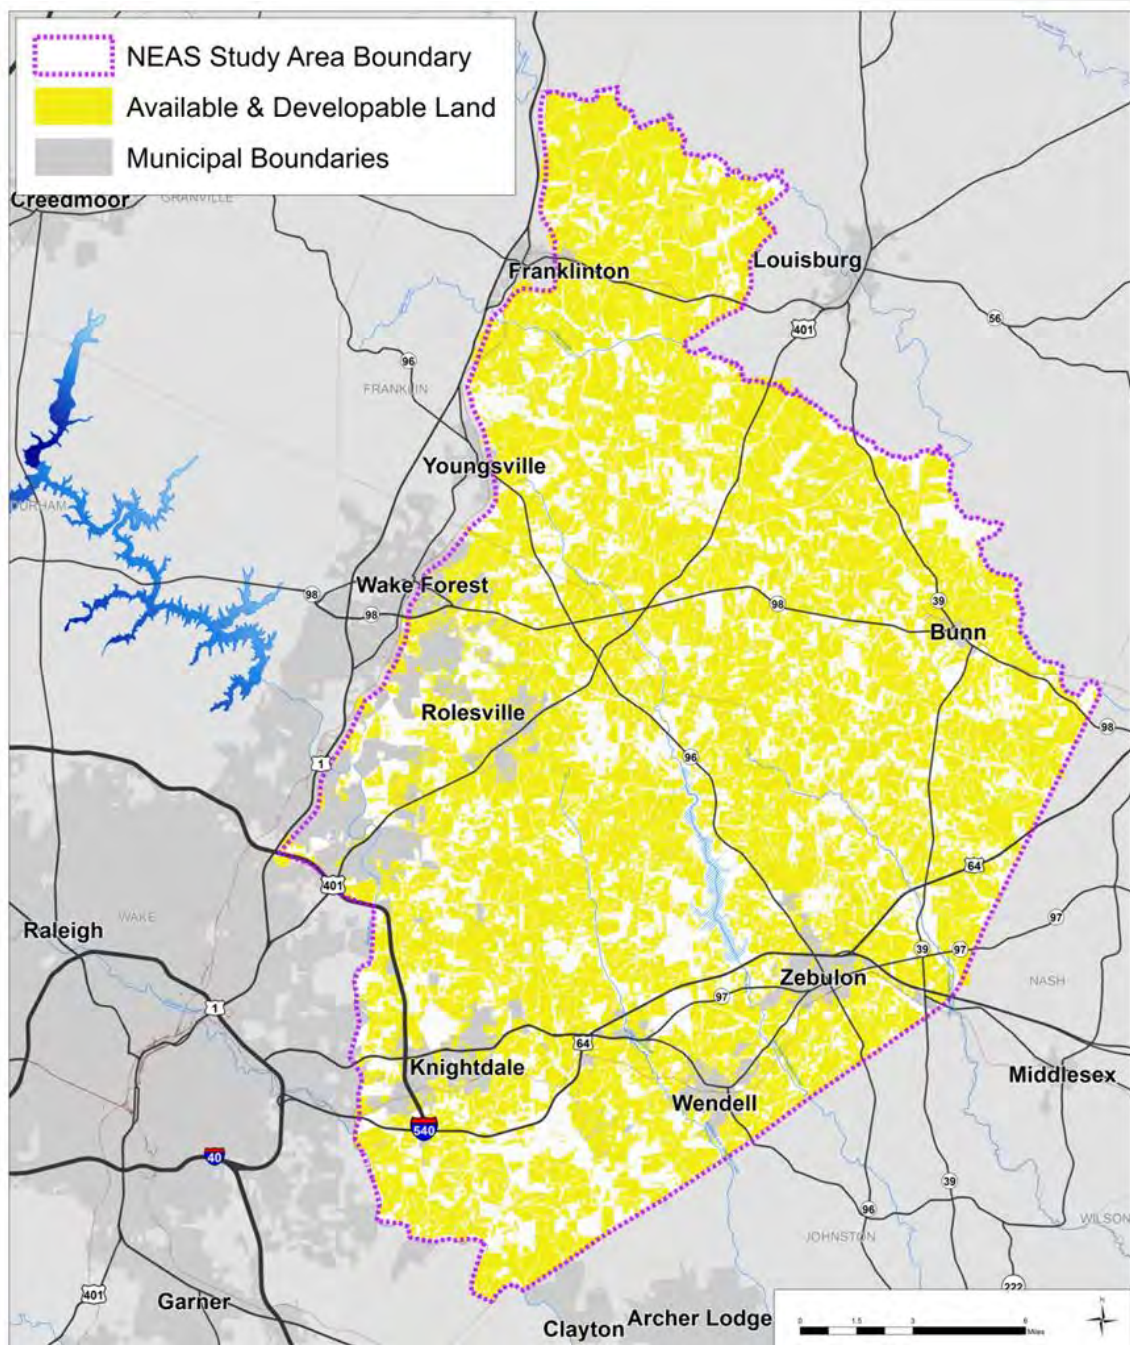 NEAS Study Area Boundary
Available & Developable Land
Municipal Boundaries
Creedmoor
GRANVILLE
Franklinton
Louisburg
401
56
96
FRANKLIN
Youngsville
DURHAM
Wake Forest
98
98
98
39
Bunn
Rolesville
98
1
96
64
401
WAKE
Raleigh
97
39
97
Zebulon
NASH
97
1
64
Knightdale
Middlesex
Wendell
540
40
39
96
WILSON
JOHNSTON
222
401
Garner
Archer Lodge
Clayton
N
0 1.5 3 6
Miles